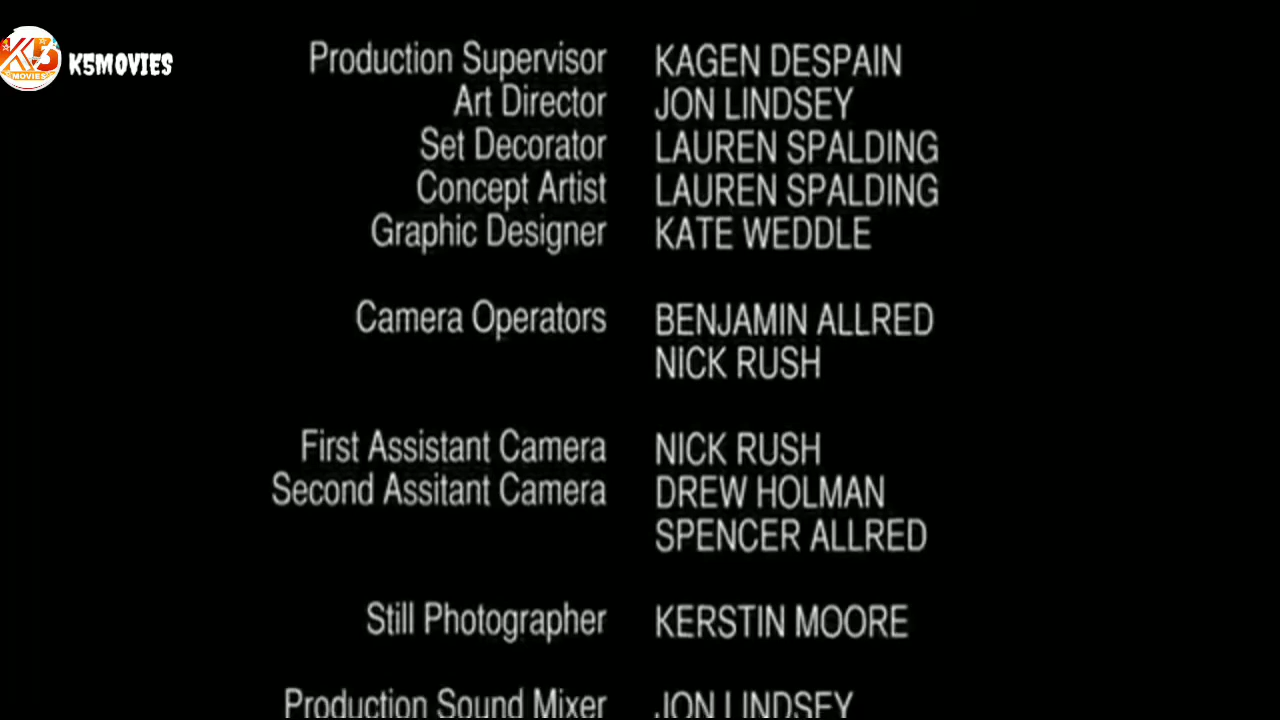 K5 MOVIES
K5MOVIES
Production Supervisor KAGEN DESPAIN
Art Director JON LINDSEY
Set Decorator LAUREN SPALDING
Concept Artist LAUREN SPALDING
Graphic Designer KATE WEDDLE
Camera Operators BENJAMIN ALLRED
NICK RUSH
First Assistant Camera NICK RUSH
Second Assitant Camera DREW HOLMAN
SPENCER ALLRED
Still Photographer KERSTIN MOORE
Production Sound Mixer JON LINDSEY